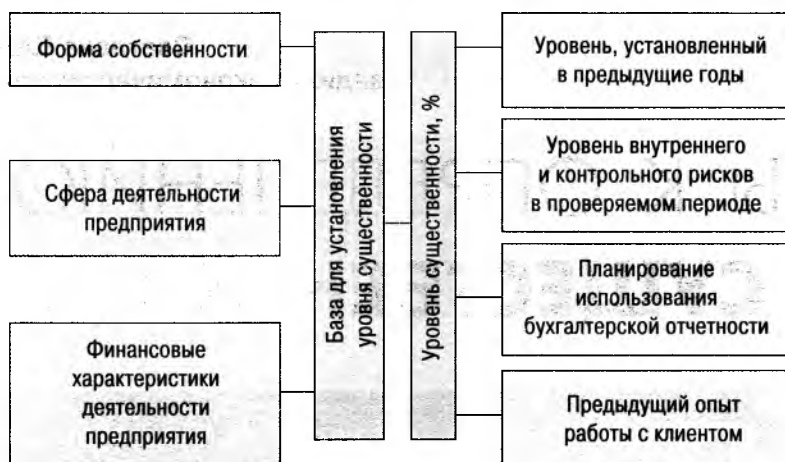 Форма собственности
Сфера деятельности
предприятия
Финансовые
характеристики
деятельности
предприятия
База для установления
уровня существенности
Уровень существенности, %
Уровень, установленный
в предыдущие годы
Уровень внутреннего
и контрольного рисков
в проверяемом периоде
Планирование
использования
бухгалтерской отчетности
Предыдущий опыт
работы с клиентом